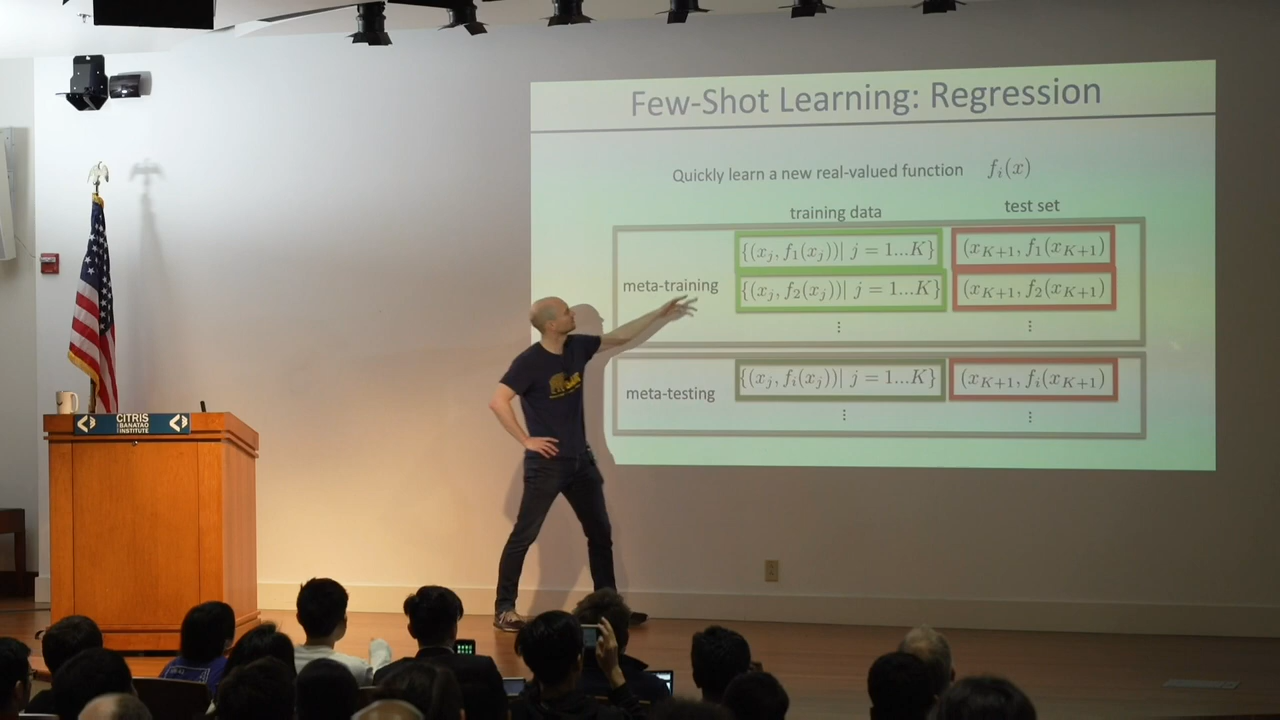 Few-Shot Learning: Regression
Quickly learn a new real-valued function f_i(x)
training data test set
{(x_j, f_1(x_j))| j = 1...K} (x_{K+1}, f_1(x_{K+1}))
meta-training
{(x_j, f_2(x_j))| j = 1...K} (x_{K+1}, f_2(x_{K+1}))
⋮ ⋮
meta-testing
{(x_j, f_i(x_j))| j = 1...K} (x_{K+1}, f_i(x_{K+1}))
⋮ ⋮
CITRIS
BANATAO
INSTITUTE